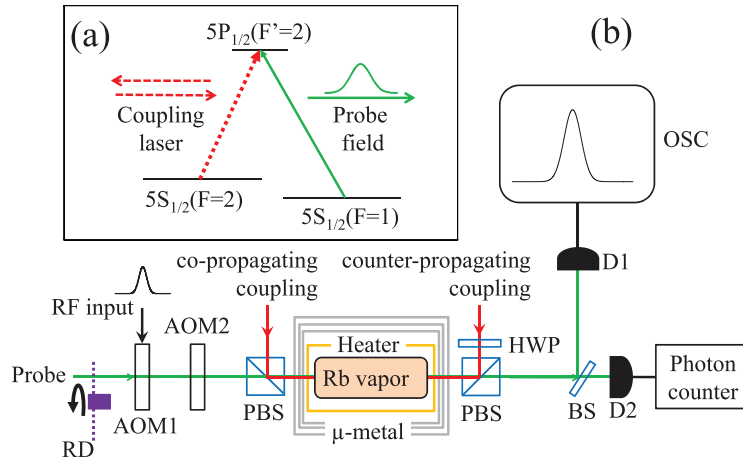 (a)
5P1/2(F'=2)
Coupling
laser
Probe
field
5S1/2(F=2)
5S1/2(F=1)
(b)
OSC
D1
co-propagating
coupling
counter-propagating
coupling
RF input
AOM2
HWP
Heater
Probe
Rb vapor
Photon
counter
AOM1
PBS
PBS
BS
D2
RD
μ-metal